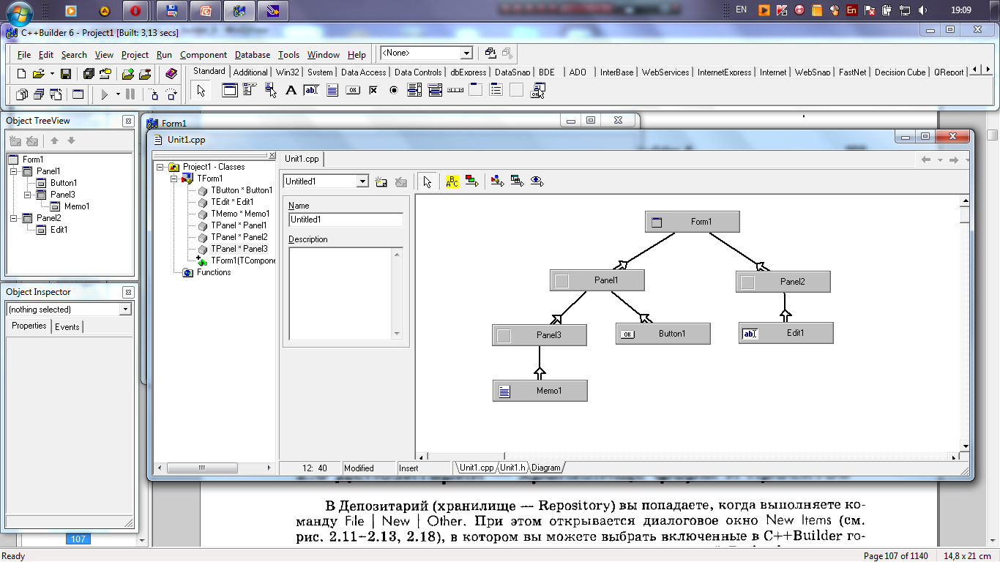 EN
En
19:09
C++Builder 6 - Project1 [Built: 3,13 secs]
File Edit Search View Project Run Component Database Tools Window Help
<None>
Standard Additional Win32 System Data Access Data Controls dbExpress DataSnap BDE ADO InterBase WebServices InternetExpress Internet WebSnap FastNet Decision Cube QReport
Object TreeView
Form1
Panel1
Button1
Panel3
Memo1
Panel2
Edit1
Object Inspector
(nothing selected)
Properties Events
Form1
Unit1.cpp
Project1 - Classes
TForm1
TButton * Button1
TEdit * Edit1
TMemo * Memo1
TPanel * Panel1
TPanel * Panel2
TPanel * Panel3
TForm1(TCompone
Functions
Unit1.cpp
Untitled1
ABC
Name
Untitled1
Description
Form1
Panel1
Panel2
Panel3
OK Button1
ab Edit1
Memo1
12: 40 Modified Insert Unit1.cpp Unit1.h Diagram
В Депозитарий (хранилище — Repository) вы попадаете, когда выполняете ко-
манду File | New | Other. При этом открывается диалоговое окно New Items (см.
рис. 2.11–2.13, 2.18), в котором вы можете выбрать включенные в C++Builder го-
107
Ready
Page 107 of 1140 14,8 x 21 cm